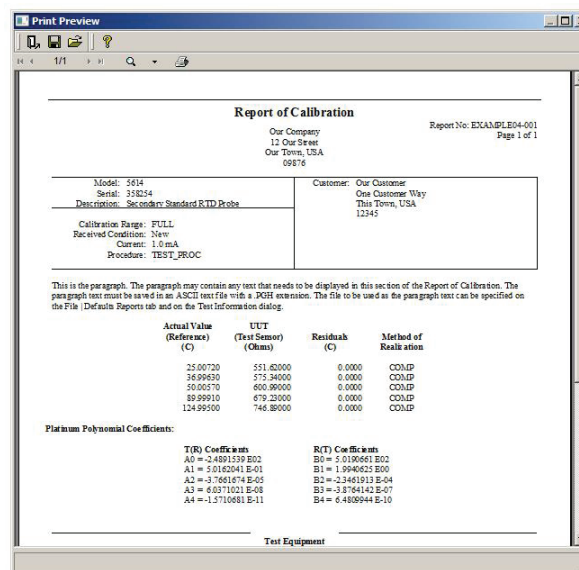 Print Preview
1/1
Report of Calibration
Our Company
12 Our Street
Our Town, USA
09876
Report No: EXAMPLE04-001
Page 1 of 1
Model: 5614
Serial: 358254
Description: Secondary Standard RTD Probe
Calibration Range: FULL
Received Condition: New
Current: 1.0 mA
Procedure: TEST_PROC
Customer: Our Customer
One Customer Way
This Town, USA
12345
This is the paragraph. The paragraph may contain any text that needs to be displayed in this section of the Report of Calibration. The
paragraph text must be saved in an ASCII text file with a .PGH extension. The file to be used as the paragraph text can be specified on
the File | Defaults Reports tab and on the Test Information dialog.
Actual Value UUT
(Reference) (Test Sensor) Residuals Method of
(C) (Ohms) (C) Realization
25.00720 551.62000 0.0000 COMP
36.99630 575.34000 0.0000 COMP
50.00570 600.99000 0.0000 COMP
89.99910 679.23000 0.0000 COMP
124.99500 746.89000 0.0000 COMP
Platinum Polynomial Coefficients:
T(R) Coefficients R(T) Coefficients
A0 = -2.4891539 E02 B0 = 5.0190661 E02
A1 = 5.0162041 E-01 B1 = 1.9940625 E00
A2 = -3.7661674 E-05 B2 = -2.3461913 E-04
A3 = 6.0371021 E-08 B3 = -3.8764142 E-07
A4 = -1.5710681 E-11 B4 = 6.4809944 E-10
Test Equipment